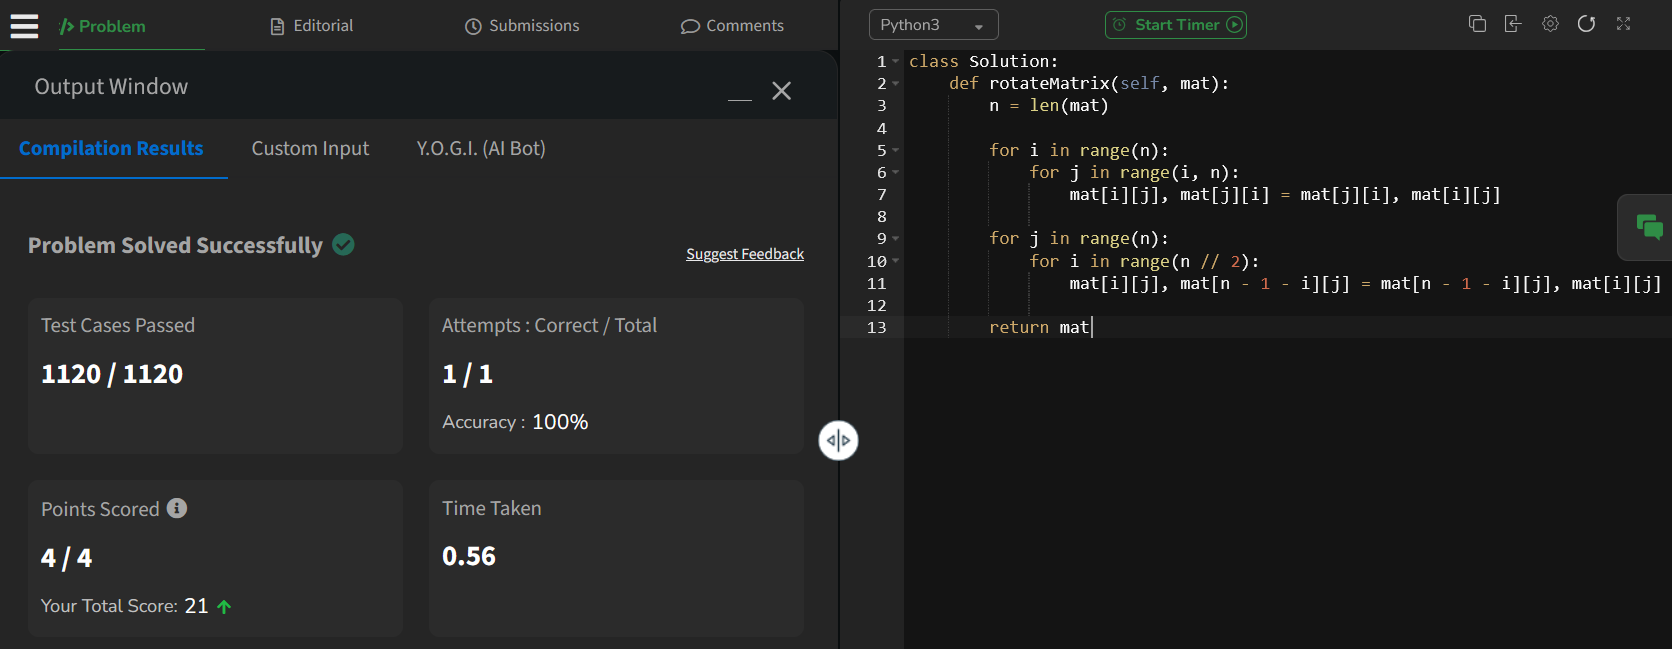 Problem
Editorial
Submissions
Comments
Output Window
Compilation Results
Custom Input
Y.O.G.I. (AI Bot)
Problem Solved Successfully
Suggest Feedback
Test Cases Passed
1120 / 1120
Attempts : Correct / Total
1 / 1
Accuracy : 100%
Points Scored
4 / 4
Your Total Score: 21
Time Taken
0.56
Python3
Start Timer
1 class Solution:
2     def rotateMatrix(self, mat):
3         n = len(mat)
4
5         for i in range(n):
6             for j in range(i, n):
7                 mat[i][j], mat[j][i] = mat[j][i], mat[i][j]
8
9         for j in range(n):
10             for i in range(n // 2):
11                 mat[i][j], mat[n - 1 - i][j] = mat[n - 1 - i][j], mat[i][j]
12
13         return mat